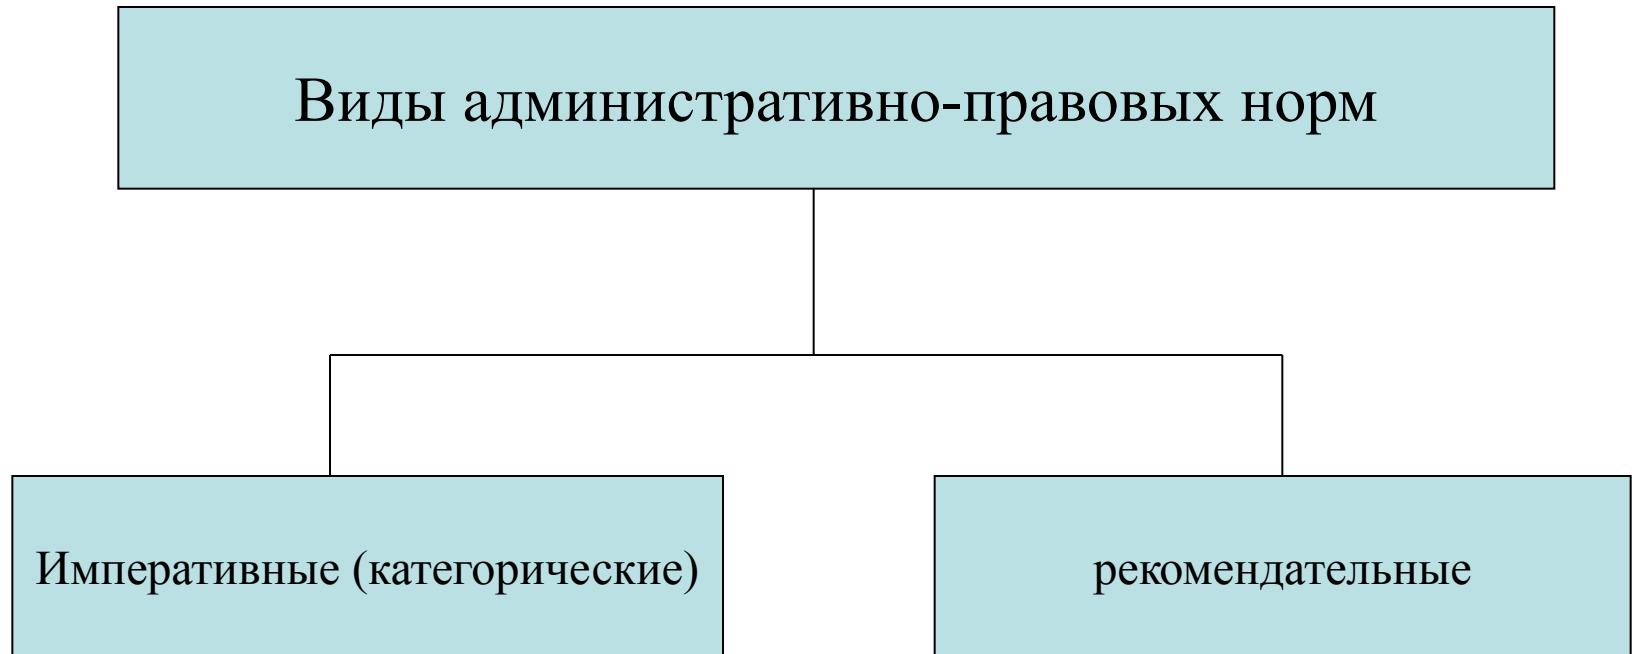 Виды административно-правовых норм
Императивные (категорические)
рекомендательные